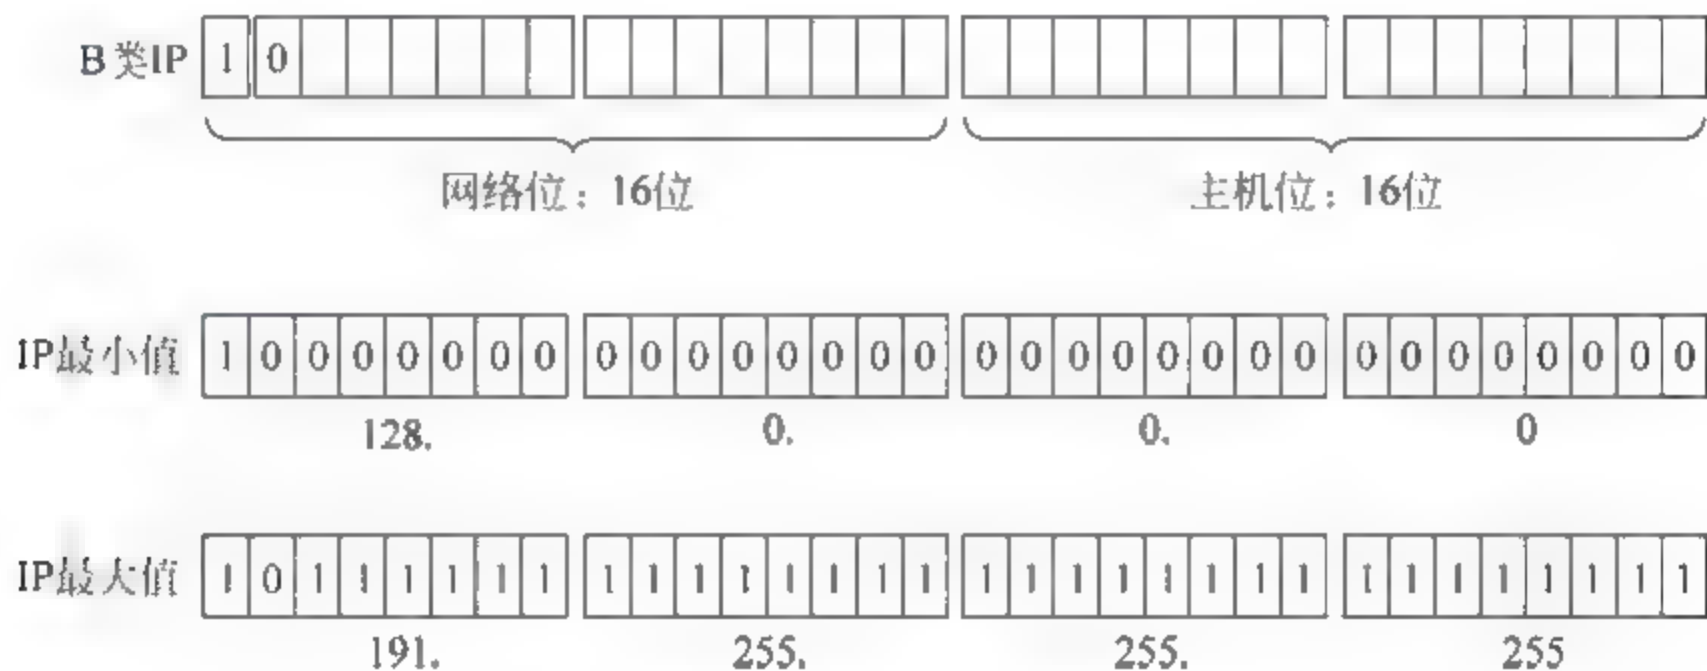 B类IP 1 0
网络位：16位 主机位：16位
IP最小值 1 0 0 0 0 0 0 0 0 0 0 0 0 0 0 0 0 0 0 0 0 0 0 0 0 0 0 0 0 0 0 0
128. 0. 0. 0
IP最大值 1 0 1 1 1 1 1 1 1 1 1 1 1 1 1 1 1 1 1 1 1 1 1 1 1 1 1 1 1 1 1 1
191. 255. 255. 255